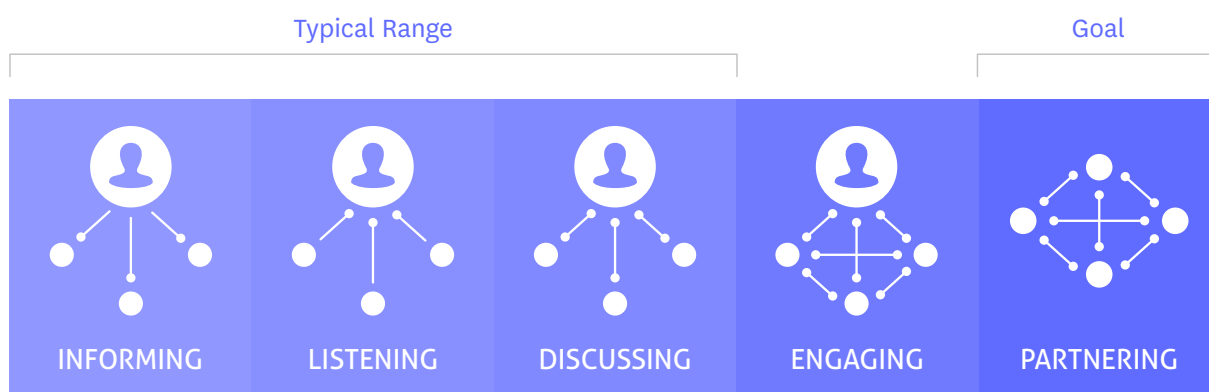 Typical Range
Goal
INFORMING
LISTENING
DISCUSSING
ENGAGING
PARTNERING